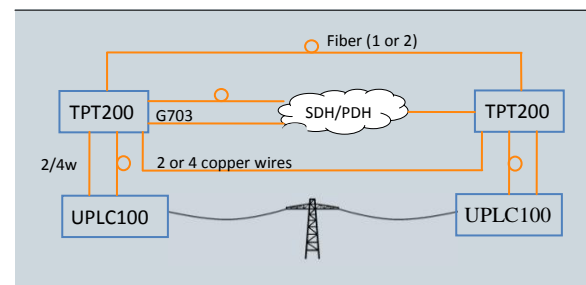 Fiber (1 or 2)
TPT200
SDH/PDH
TPT200
G703
2/4w
2 or 4 copper wires
UPLC100
UPLC100